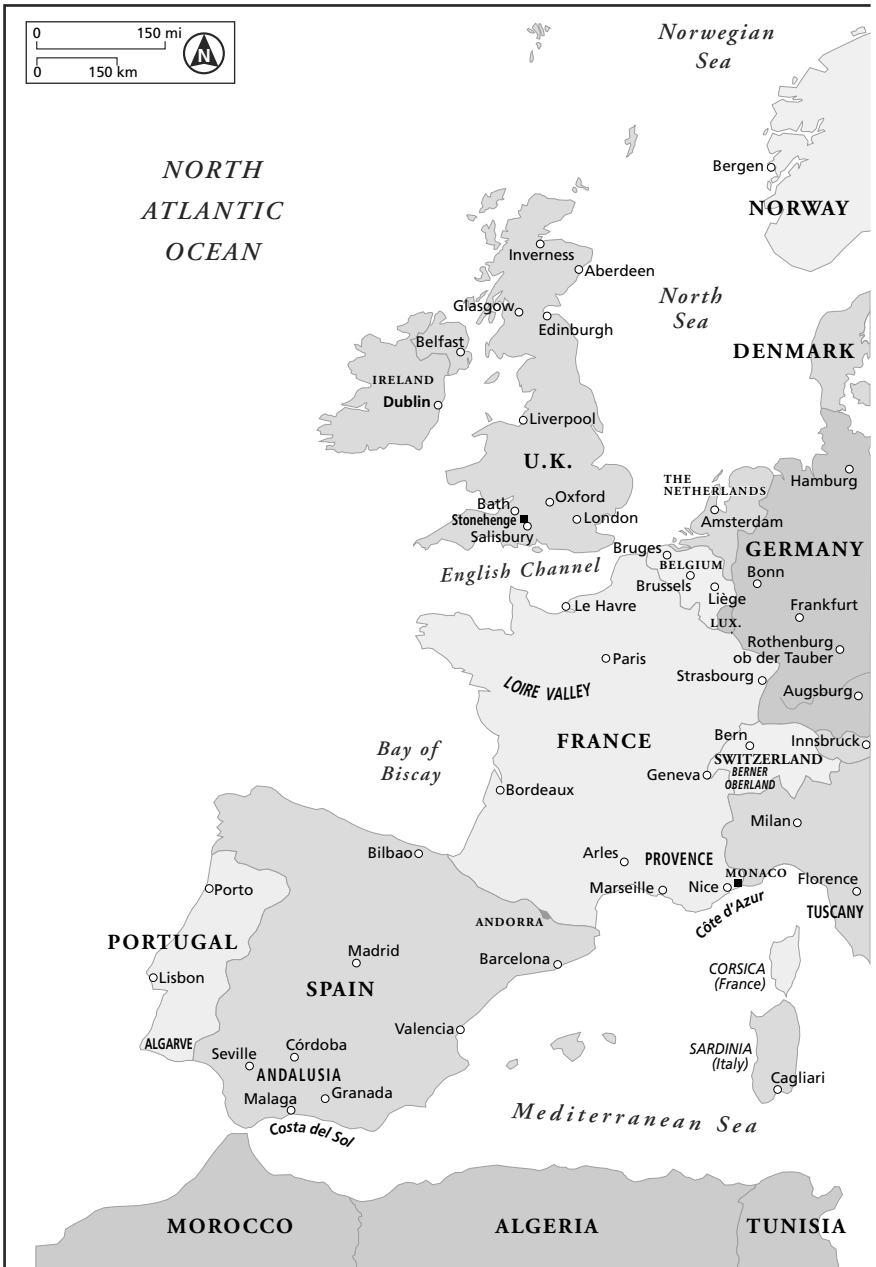 0 150 mi
0 150 km
N
Norwegian
Sea
NORTH
ATLANTIC
OCEAN
Bergen
NORWAY
Inverness
Aberdeen
North
Sea
Glasgow
Edinburgh
Belfast
DENMARK
IRELAND
Dublin
Liverpool
U.K.
Hamburg
THE
NETHERLANDS
Bath
Oxford
Stonehenge
London
Salisbury
Amsterdam
Bruges
GERMANY
English Channel
BELGIUM
Bonn
Brussels
Liège
Le Havre
Frankfurt
LUX.
Rothenburg
ob der Tauber
Paris
Strasbourg
LOIRE VALLEY
Augsburg
Bay of
Biscay
FRANCE
Bern
Innsbruck
SWITZERLAND
BERNER
OBERLAND
Geneva
Bordeaux
Milan
Bilbao
Arles
PROVENCE
MONACO
Marseille
Nice
Florence
Côte d'Azur
TUSCANY
Porto
ANDORRA
PORTUGAL
Madrid
Barcelona
Lisbon
SPAIN
CORSICA
(France)
Valencia
ALGARVE
Córdoba
Seville
ANDALUSIA
SARDINIA
(Italy)
Cagliari
Malaga
Granada
Costa del Sol
Mediterranean Sea
MOROCCO
ALGERIA
TUNISIA